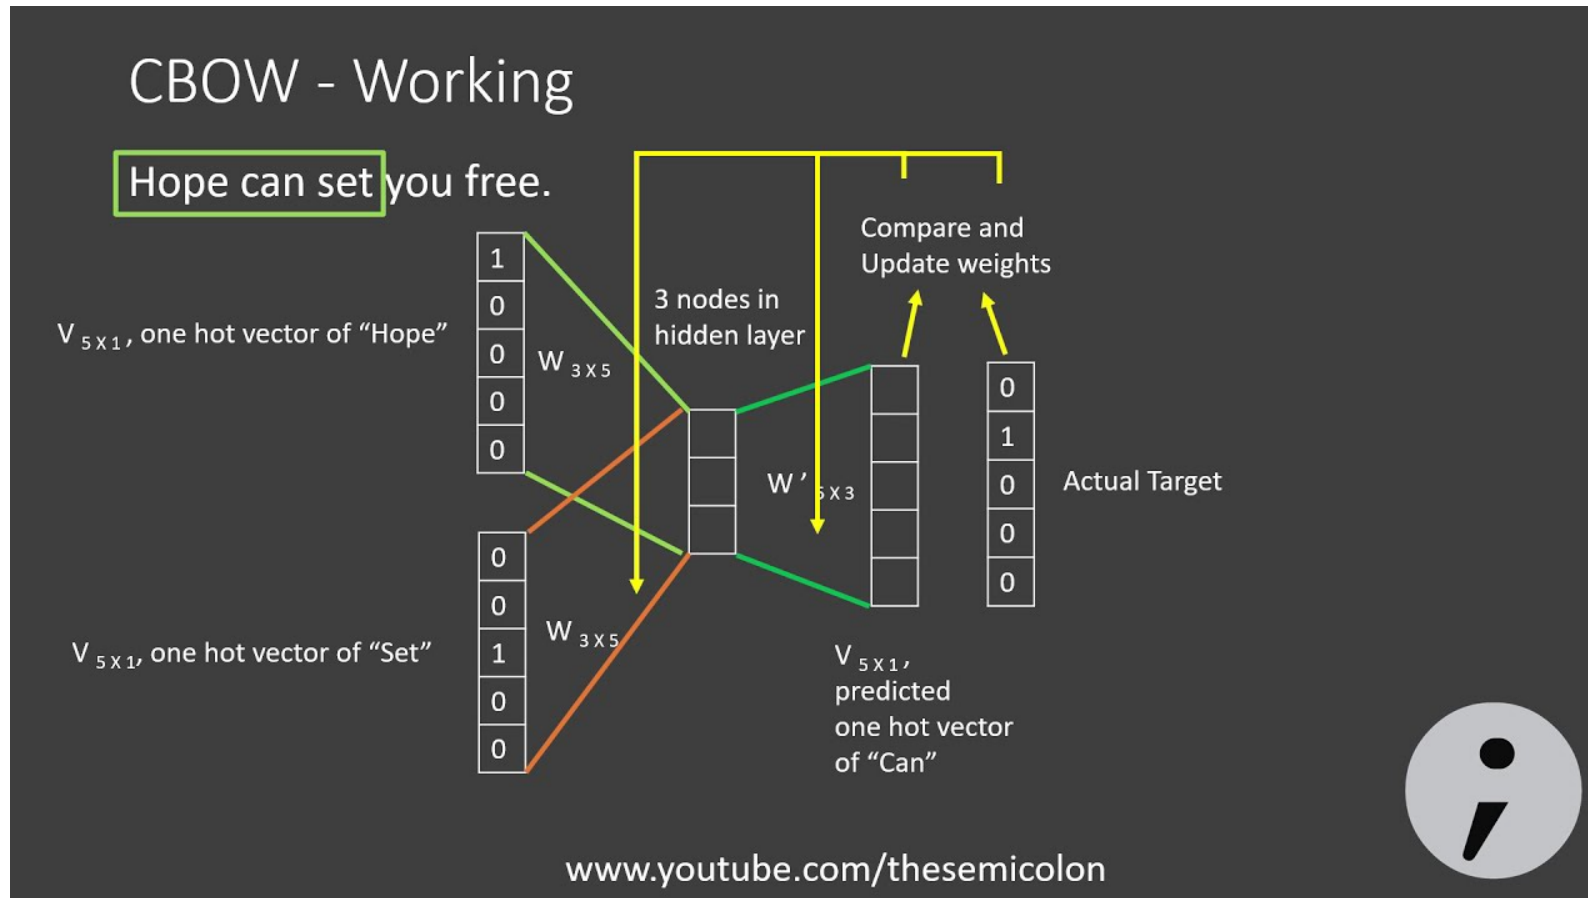 CBOW - Working
Hope can set you free.
Compare and
Update weights
1
0
0
0
0
V 5 X 1 , one hot vector of “Hope”
W 3 X 5
3 nodes in
hidden layer
0
0
1
0
0
V 5 X 1, one hot vector of “Set”
W 3 X 5
W ’ 5 X 3
0
1
0
0
0
Actual Target
V 5 X 1 ,
predicted
one hot vector
of “Can”
www.youtube.com/thesemicolon